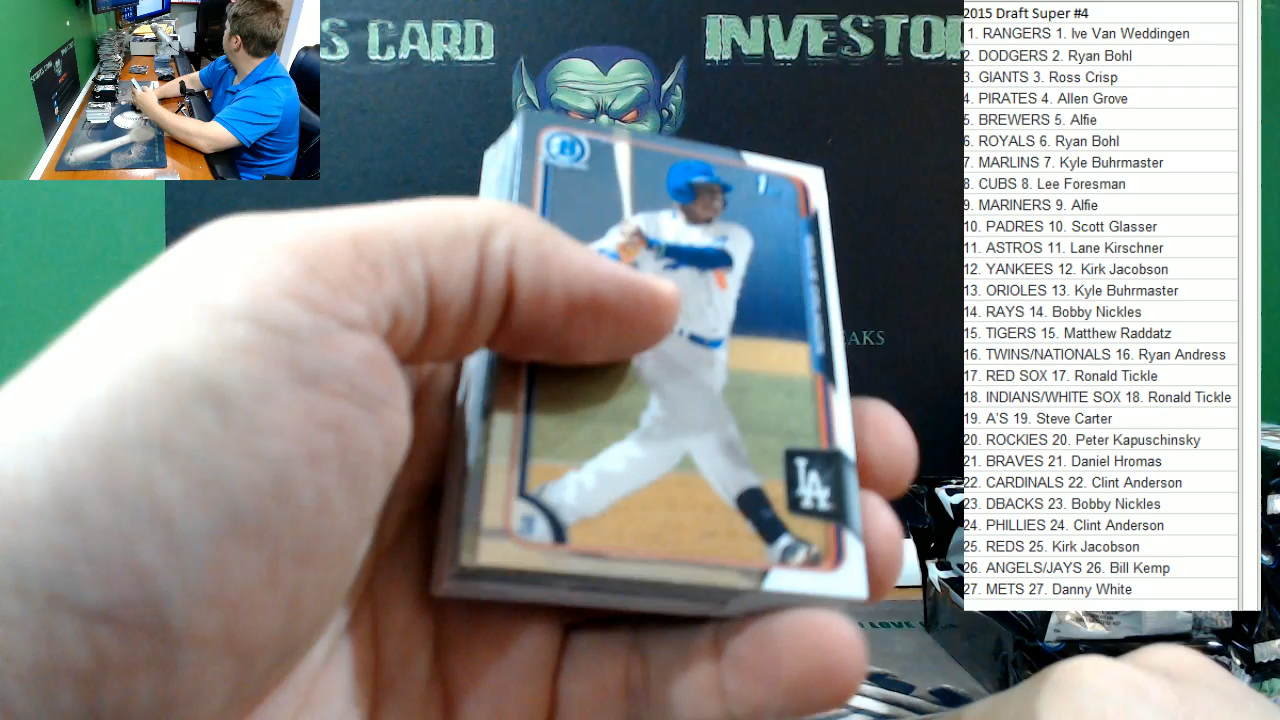 S CARD INVESTO
AKS
LA
2015 Draft Super #4
1. RANGERS 1. Ive Van Weddingen
2. DODGERS 2. Ryan Bohl
3. GIANTS 3. Ross Crisp
4. PIRATES 4. Allen Grove
5. BREWERS 5. Alfie
6. ROYALS 6. Ryan Bohl
7. MARLINS 7. Kyle Buhrmaster
8. CUBS 8. Lee Foresman
9. MARINERS 9. Alfie
10. PADRES 10. Scott Glasser
11. ASTROS 11. Lane Kirschner
12. YANKEES 12. Kirk Jacobson
13. ORIOLES 13. Kyle Buhrmaster
14. RAYS 14. Bobby Nickles
15. TIGERS 15. Matthew Raddatz
16. TWINS/NATIONALS 16. Ryan Andress
17. RED SOX 17. Ronald Tickle
18. INDIANS/WHITE SOX 18. Ronald Tickle
19. A'S 19. Steve Carter
20. ROCKIES 20. Peter Kapuschinsky
21. BRAVES 21. Daniel Hromas
22. CARDINALS 22. Clint Anderson
23. DBACKS 23. Bobby Nickles
24. PHILLIES 24. Clint Anderson
25. REDS 25. Kirk Jacobson
26. ANGELS/JAYS 26. Bill Kemp
27. METS 27. Danny White
I LOVE